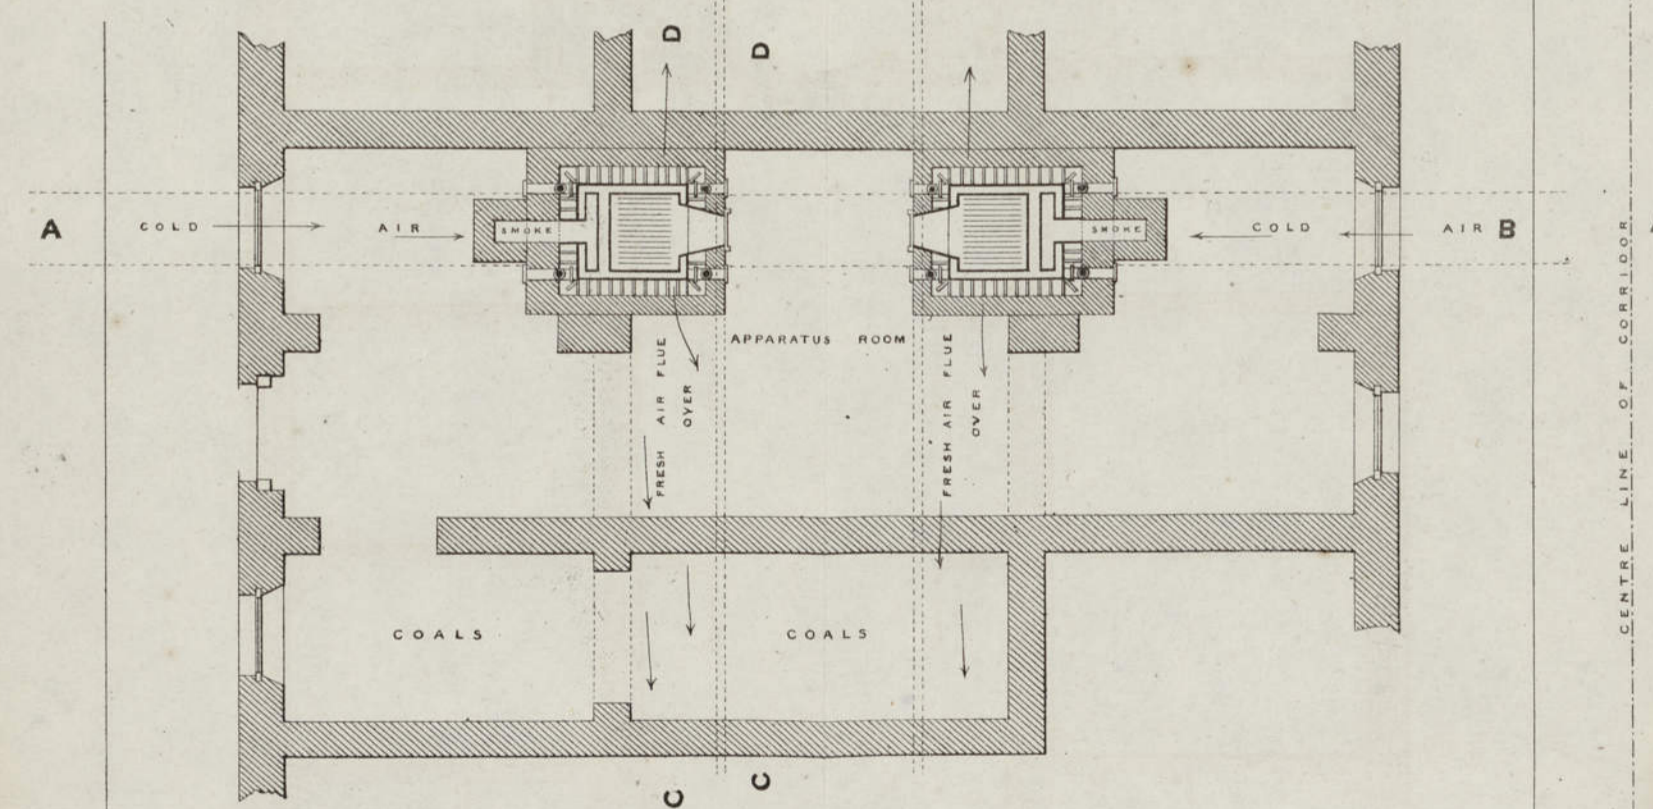 D
D
A
COLD
AIR
SMOKE
SMOKE
COLD
AIR
B
APPARATUS ROOM
FRESH AIR FLUE
OVER
FRESH AIR FLUE
OVER
COALS
COALS
CENTRE LINE OF CORRIDOR
C
C